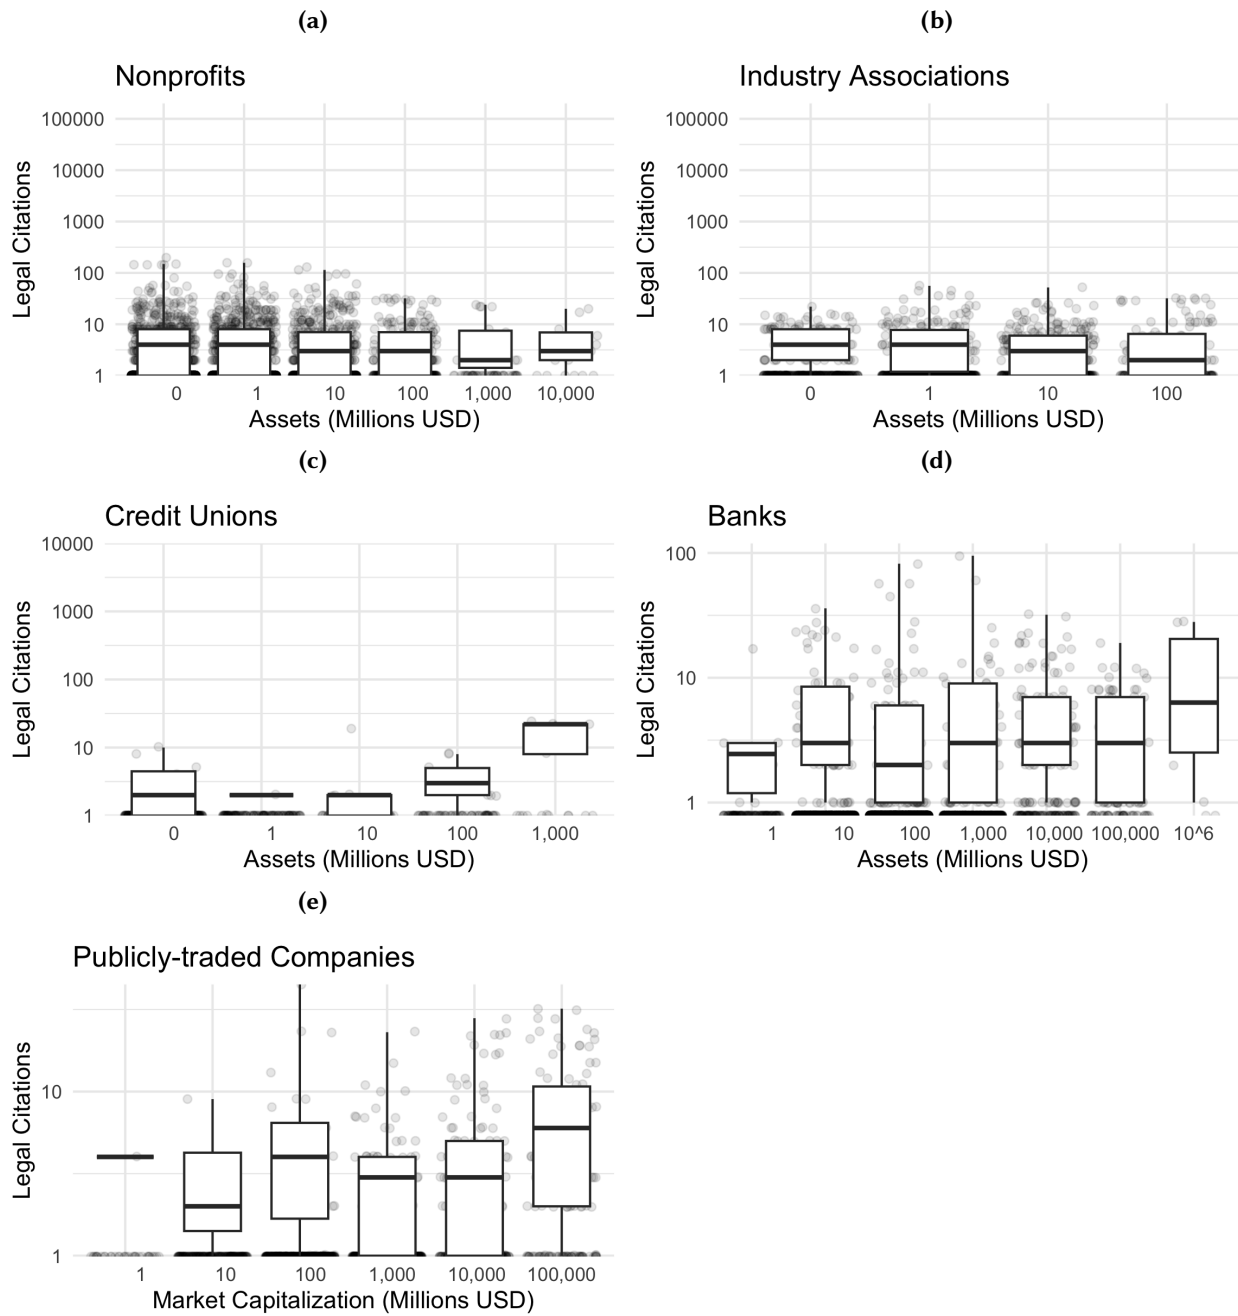 (a)
Nonprofits
Legal Citations
100000
10000
1000
100
10
1
0 1 10 100 1,000 10,000
Assets (Millions USD)
(b)
Industry Associations
Legal Citations
100000
10000
1000
100
10
1
0 1 10 100
Assets (Millions USD)
(c)
Credit Unions
Legal Citations
10000
1000
100
10
1
0 1 10 100 1,000
Assets (Millions USD)
(d)
Banks
Legal Citations
100
10
1
1 10 100 1,000 10,000 100,000 10^6
Assets (Millions USD)
(e)
Publicly-traded Companies
Legal Citations
10
1
1 10 100 1,000 10,000 100,000
Market Capitalization (Millions USD)